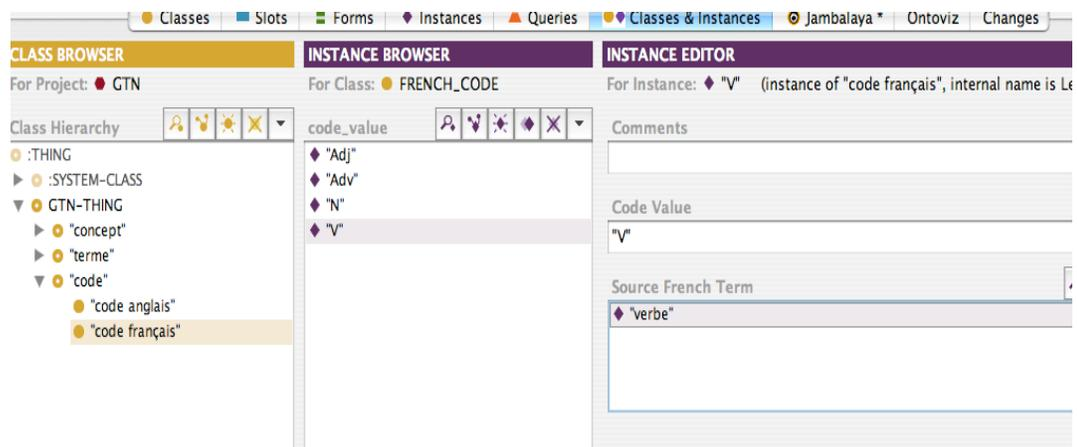 Classes Slots Forms Instances Queries Classes & Instances Jambalaya * Ontoviz Changes
CLASS BROWSER
For Project: GTN
Class Hierarchy
:THING
:SYSTEM-CLASS
GTN-THING
"concept"
"terme"
"code"
"code anglais"
"code français"
INSTANCE BROWSER
For Class: FRENCH_CODE
code_value
"Adj"
"Adv"
"N"
"V"
INSTANCE EDITOR
For Instance: "V" (instance of "code français", internal name is Le
Comments
Code Value
"V"
Source French Term
"verbe"